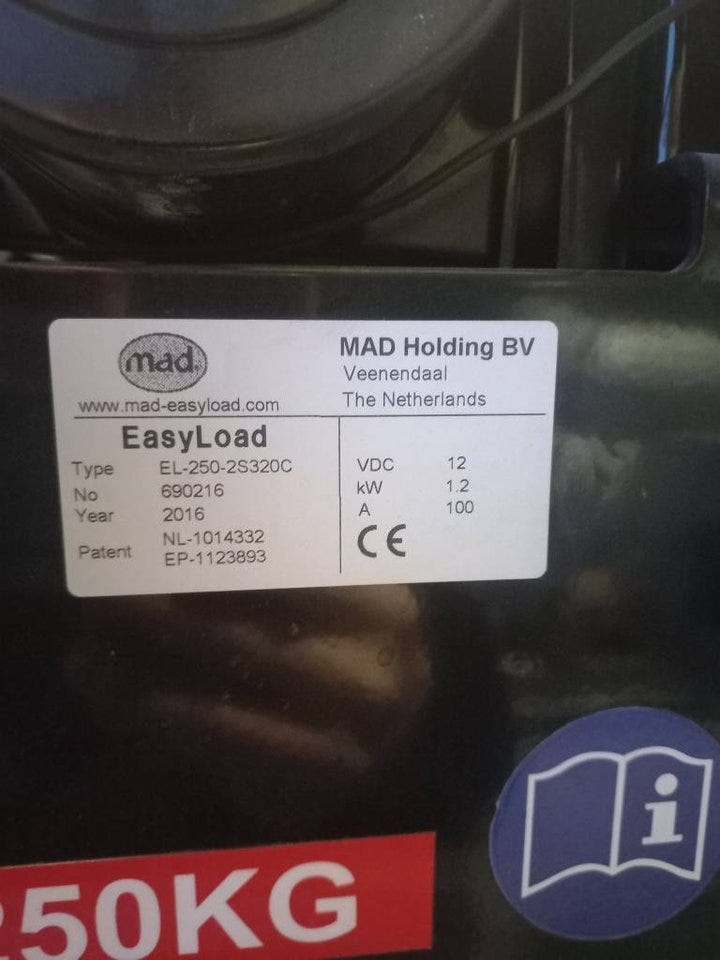 mad
MAD Holding BV
Veenendaal
www.mad-easyload.com
The Netherlands
EasyLoad
Type EL-250-2S320C
No 690216
Year 2016
Patent NL-1014332
EP-1123893
VDC 12
kW 1.2
A 100
CE
i
250KG